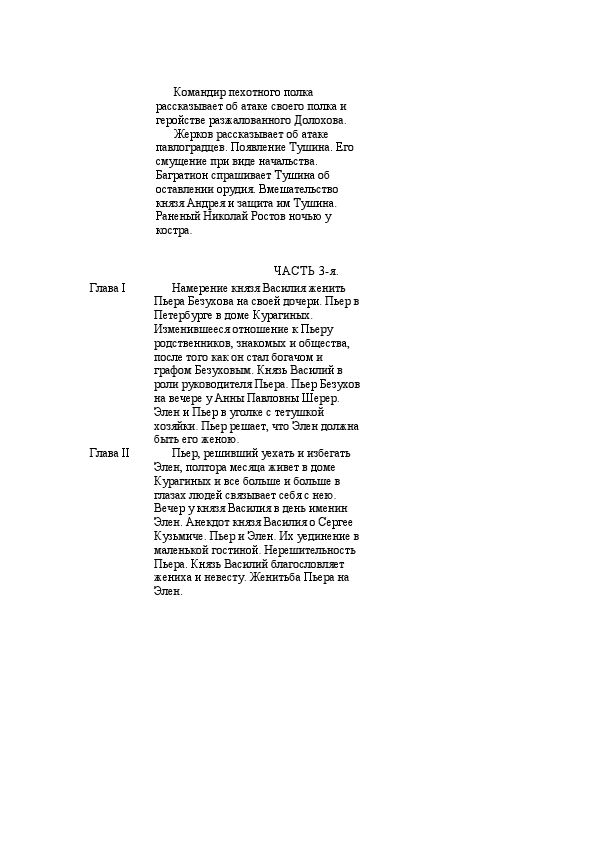 Командир пехотного полка
рассказывает об атаке своего полка и
геройстве разжалованного Долохова.
Жерков рассказывает об атаке
павлоградцев. Появление Тушина. Его
смущение при виде начальства.
Багратион спрашивает Тушина об
оставлении орудия. Вмешательство
князя Андрея и защита им Тушина.
Раненый Николай Ростов ночью у
костра.
ЧАСТЬ 3-я.
Глава I Намерение князя Василия женить
Пьера Безухова на своей дочери. Пьер в
Петербурге в доме Курагиных.
Изменившееся отношение к Пьеру
родственников, знакомых и общества,
после того как он стал богачом и
графом Безуховым. Князь Василий в
роли руководителя Пьера. Пьер Безухов
на вечере у Анны Павловны Шерер.
Элен и Пьер в уголке с тетушкой
хозяйки. Пьер решает, что Элен должна
быть его женою.
Глава II Пьер, решивший уехать и избегать
Элен, полтора месяца живет в доме
Курагиных и все больше и больше в
глазах людей связывает себя с нею.
Вечер у князя Василия в день именин
Элен. Анекдот князя Василия о Сергее
Кузьмиче. Пьер и Элен. Их уединение в
маленькой гостиной. Нерешительность
Пьера. Князь Василий благословляет
жениха и невесту. Женитьба Пьера на
Элен.